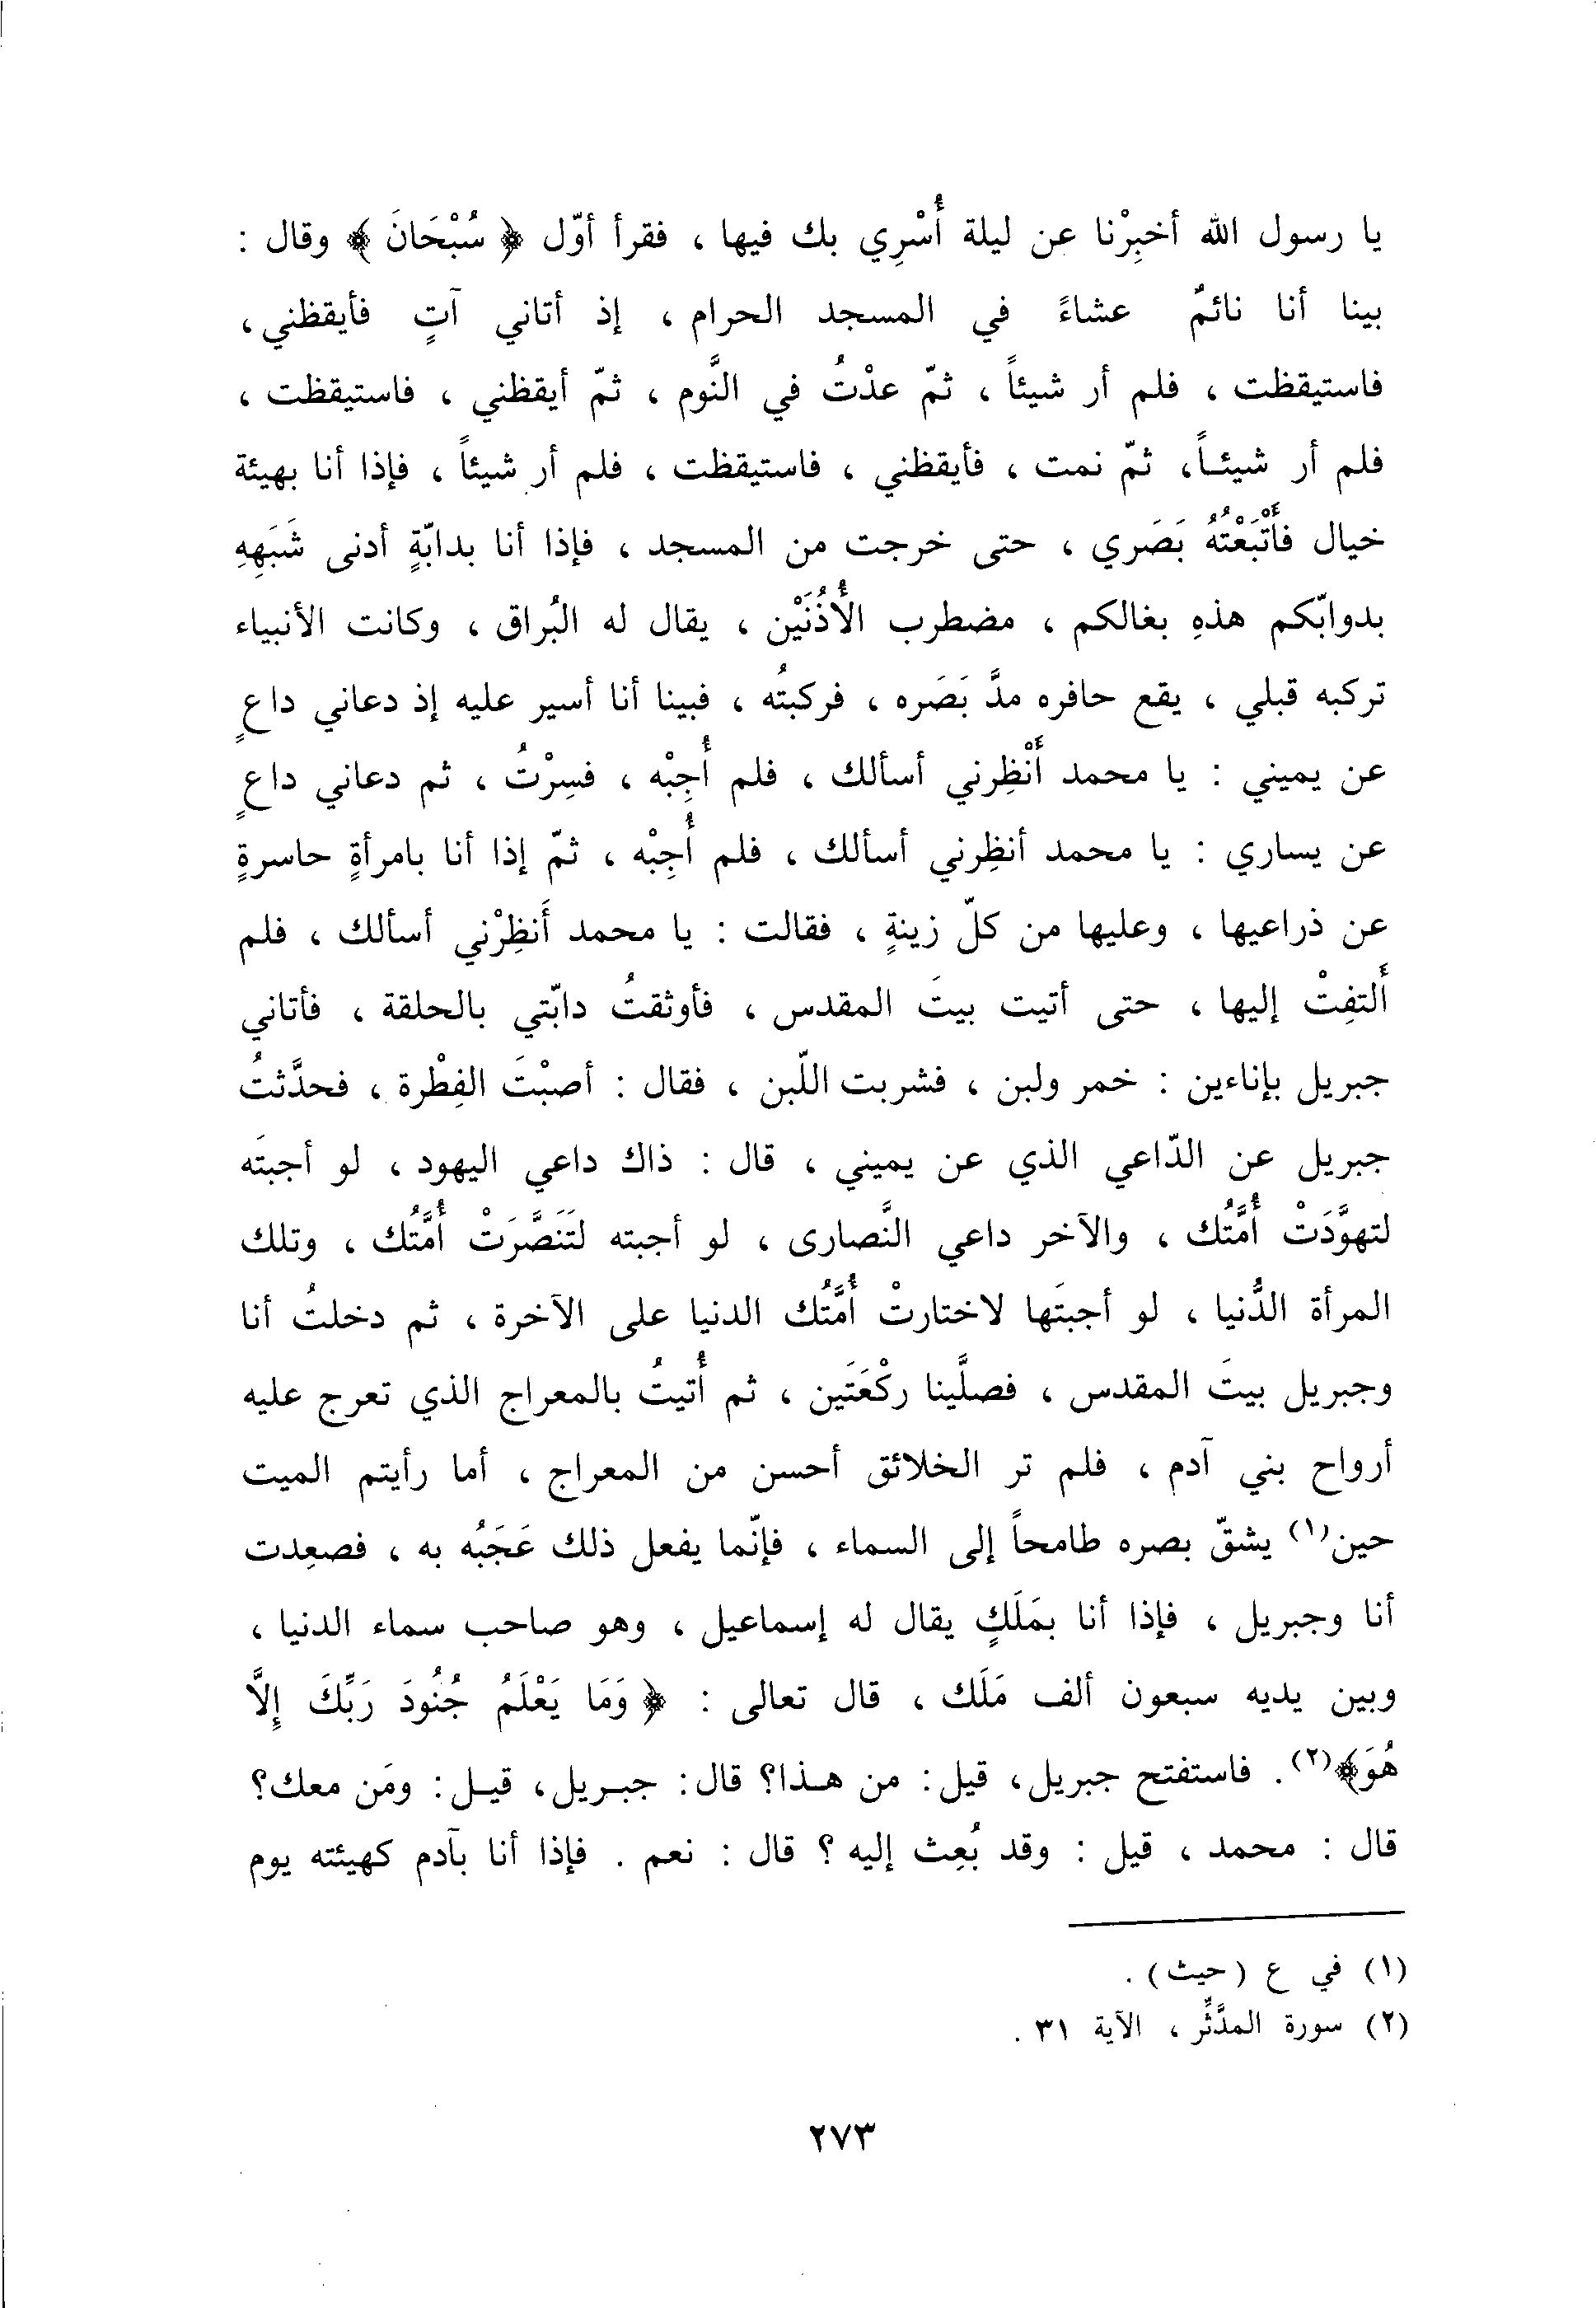 يا رسول الله أخبِرْنا عن ليلة أُسْرِي بك فيها ، فقرأ أوّل ﴿ سُبْحَانَ ﴾ وقال :
بينا أنا نائمٌ عشاءً في المسجد الحرام ، إذ أتاني آتٍ فأيقظني ،
فاستيقظت ، فلم أر شيئاً ، ثمّ عدْتُ في النَّوم ، ثمّ أيقظني ، فاستيقظت ،
فلم أر شيئـاً، ثمّ نمت ، فأيقظني ، فاستيقظت ، فلم أر شيئاً ، فإذا أنا بهيئة
خيال فأَتْبَعْتُهُ بَصَري ، حتى خرجت من المسجد ، فإذا أنا بدابّةٍ أدنى شَبَهِهِ
بدوابّكم هذهِ بغالكم ، مضطرب الأُذُنَيْن ، يقال له البُراق ، وكانت الأنبياء
تركبه قبلي ، يقع حافره مدَّ بَصَره ، فركبتُه ، فبينا أنا أسير عليه إذ دعاني داعٍ
عن يميني : يا محمد أَنْظِرني أسألك ، فلم أُجِبْه ، فسِرْتُ ، ثم دعاني داعٍ
عن يساري : يا محمد أنظِرني أسألك ، فلم أُجِبْه ، ثمّ إذا أنا بامرأةٍ حاسرةٍ
عن ذراعيها ، وعليها من كلّ زينةٍ ، فقالت : يا محمد أَنظِرْني أسألك ، فلم
أَلتفِتْ إليها ، حتى أتيت بيتَ المقدس ، فأوثقتُ دابّتي بالحلقة ، فأتاني
جبريل بإناءين : خمر ولبن ، فشربت اللّبن ، فقال : أصبْتَ الفِطْرة ، فحدَّثتُ
جبريل عن الدّاعي الذي عن يميني ، قال : ذاك داعي اليهود ، لو أجبتَه
لتهوَّدَتْ أُمَّتُك ، والآخر داعي النَّصارى ، لو أجبته لَتَنَصَّرَتْ أُمَّتُك ، وتلك
المرأة الدُّنيا ، لو أجبتَها لاختارتْ أُمَّتُك الدنيا على الآخرة ، ثم دخلتُ أنا
وجبريل بيتَ المقدس ، فصلَّينا ركْعَتَين ، ثم أُتيتُ بالمعراج الذي تعرج عليه
أرواح بني آدم ، فلم تر الخلائق أحسن من المعراج ، أما رأيتم الميت
حين(١) يشقّ بصره طامحاً إلى السماء ، فإنّما يفعل ذلك عَجَبُه به ، فصعِدت
أنا وجبريل ، فإذا أنا بمَلَكٍ يقال له إسماعيل ، وهو صاحب سماء الدنيا ،
وبين يديه سبعون ألف مَلَك ، قال تعالى : ﴿ وَمَا يَعْلَمُ جُنُودَ رَبِّكَ إِلَّا
هُوَ﴾(٢) . فاستفتح جبريل، قيل: من هـذا؟ قال: جبـريل، قيـل: ومَن معك؟
قال : محمد ، قيل : وقد بُعِث إليه ؟ قال : نعم . فإذا أنا بآدم كهيئته يوم
(١) في ع (حيث) .
(٢) سورة المدَّثِّر ، الآية ٣١ .
٢٧٣